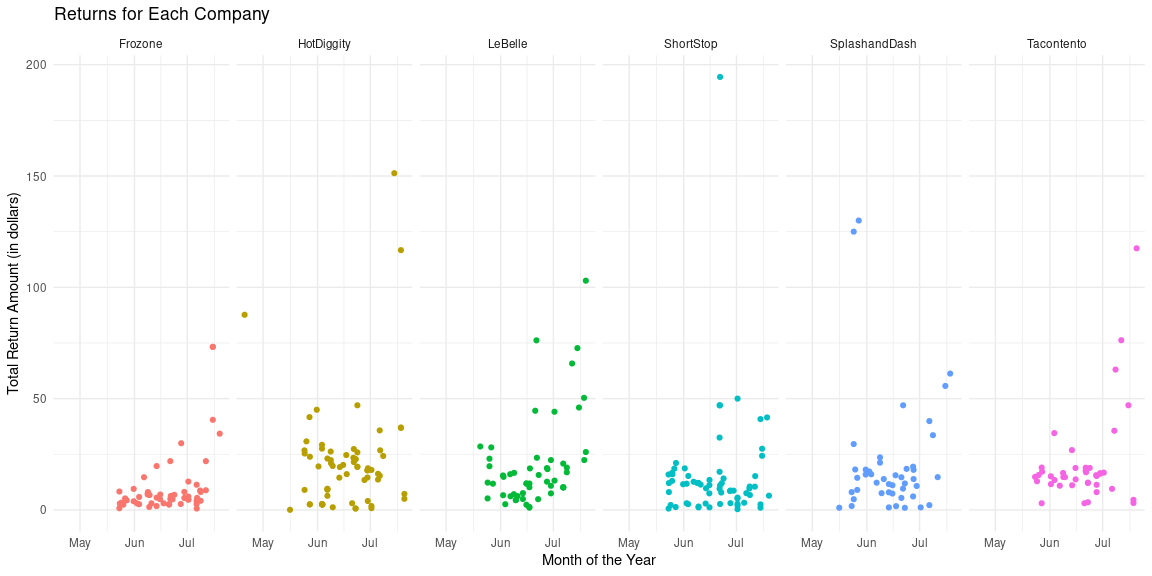 Returns for Each Company
Frozone HotDiggity LeBelle ShortStop SplashandDash Tacontento
Total Return Amount (in dollars)
200
150
100
50
0
May Jun Jul May Jun Jul May Jun Jul May Jun Jul May Jun Jul May Jun Jul
Month of the Year